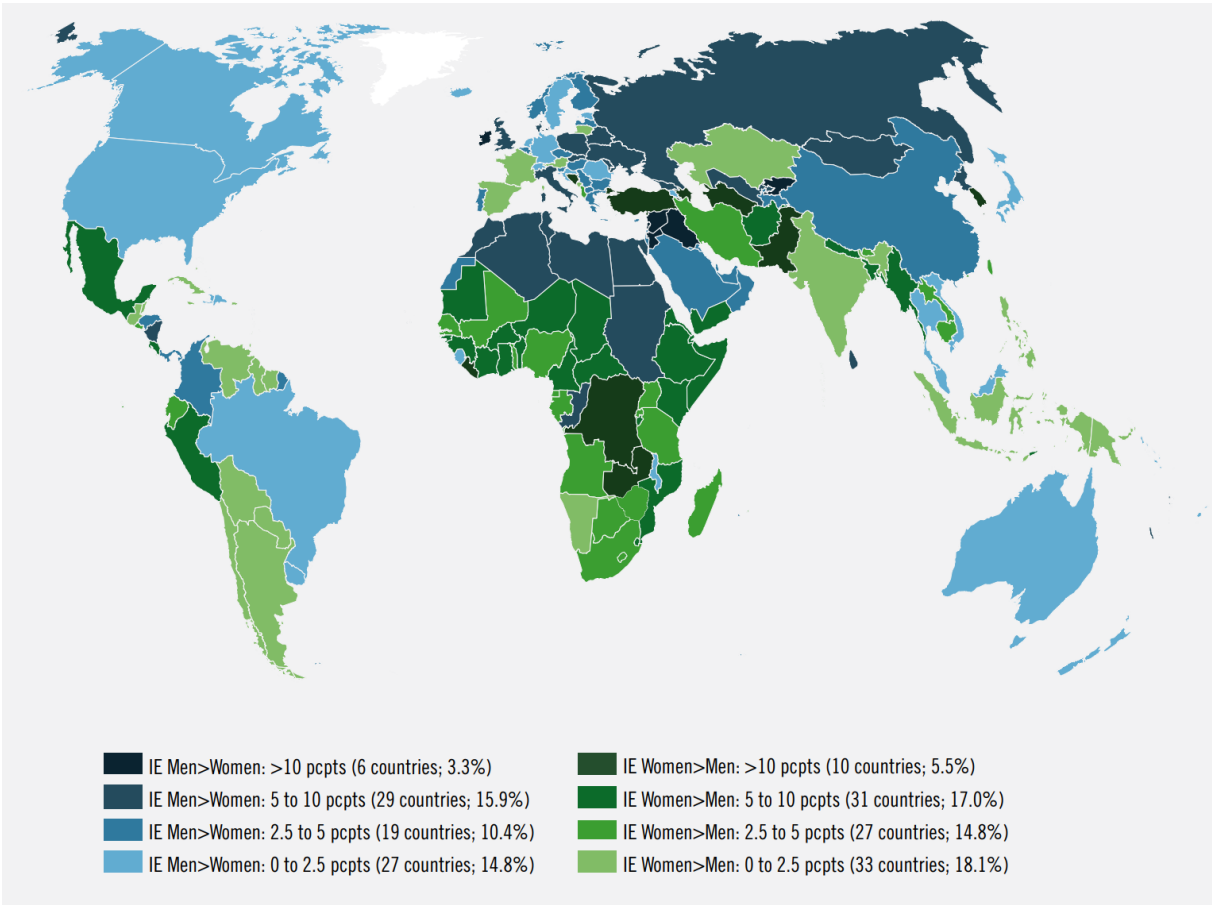 IE Men>Women: >10 pcpts (6 countries; 3.3%)
IE Men>Women: 5 to 10 pcpts (29 countries; 15.9%)
IE Men>Women: 2.5 to 5 pcpts (19 countries; 10.4%)
IE Men>Women: 0 to 2.5 pcpts (27 countries; 14.8%)
IE Women>Men: >10 pcpts (10 countries; 5.5%)
IE Women>Men: 5 to 10 pcpts (31 countries; 17.0%)
IE Women>Men: 2.5 to 5 pcpts (27 countries; 14.8%)
IE Women>Men: 0 to 2.5 pcpts (33 countries; 18.1%)